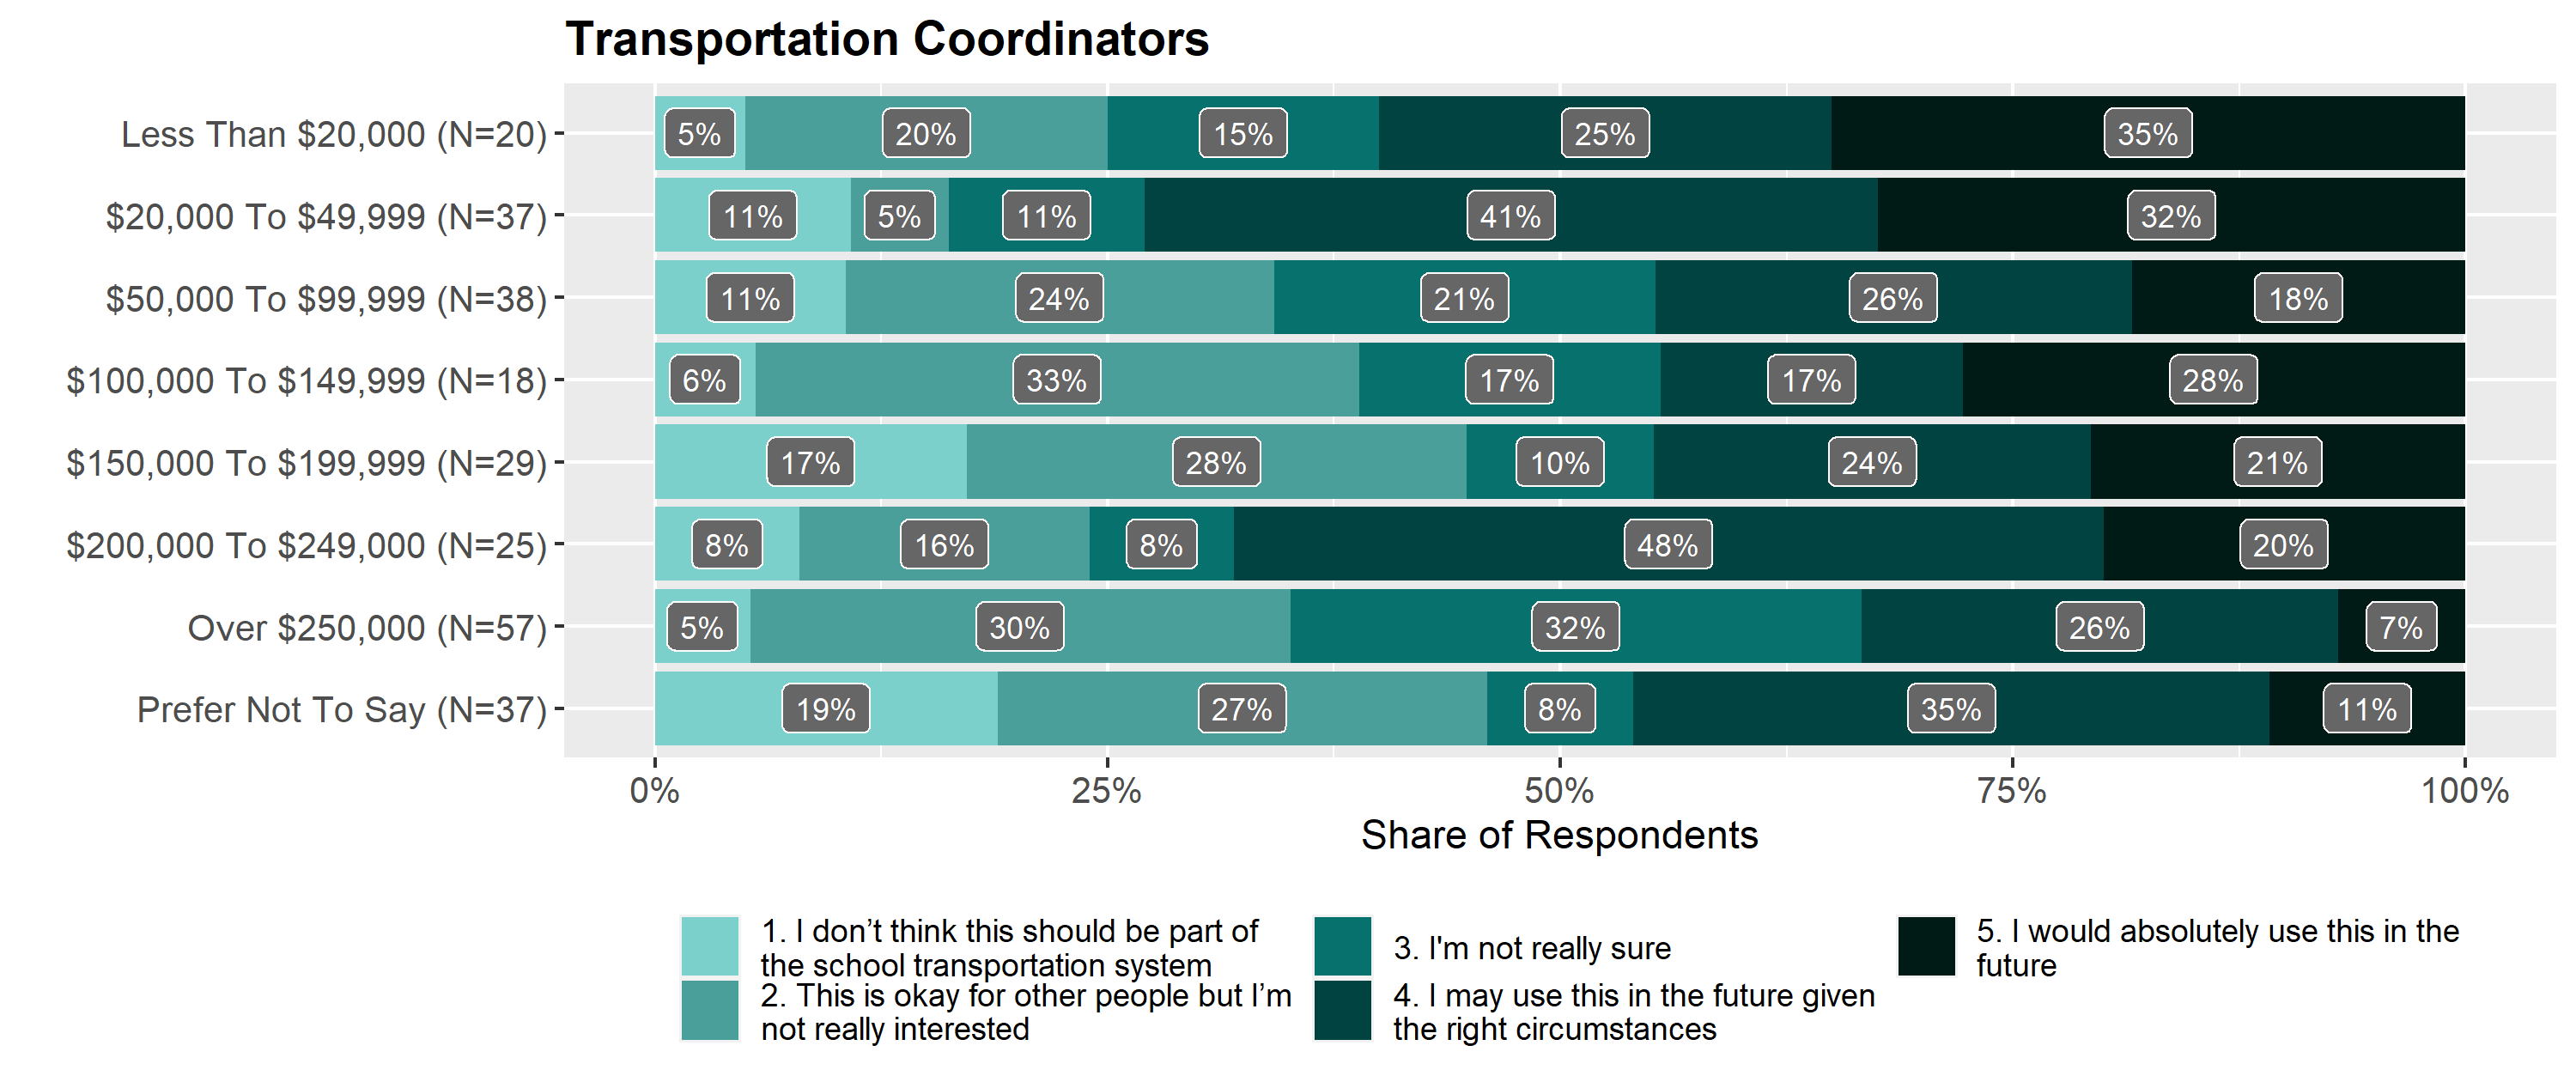 Transportation Coordinators
Less Than $20,000 (N=20) 5% 20% 15% 25% 35%
$20,000 To $49,999 (N=37) 11% 5% 11% 41% 32%
$50,000 To $99,999 (N=38) 11% 24% 21% 26% 18%
$100,000 To $149,999 (N=18) 6% 33% 17% 17% 28%
$150,000 To $199,999 (N=29) 17% 28% 10% 24% 21%
$200,000 To $249,000 (N=25) 8% 16% 8% 48% 20%
Over $250,000 (N=57) 5% 30% 32% 26% 7%
Prefer Not To Say (N=37) 19% 27% 8% 35% 11%
0% 25% 50% 75% 100%
Share of Respondents
1. I don’t think this should be part of
the school transportation system
2. This is okay for other people but I’m
not really interested
3. I'm not really sure
4. I may use this in the future given
the right circumstances
5. I would absolutely use this in the
future